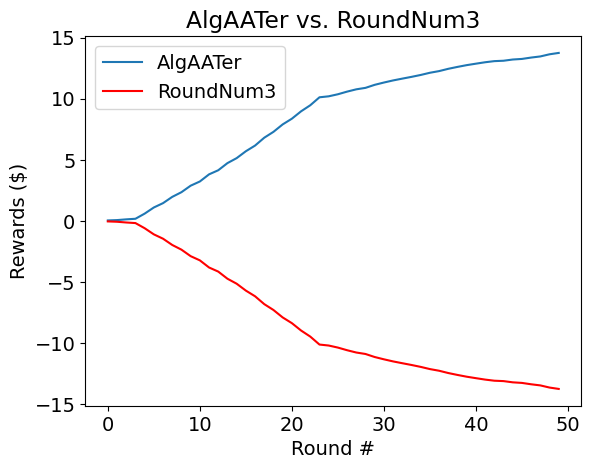 AlgAATer vs. RoundNum3
AlgAATer
RoundNum3
Rewards ($)
15
10
5
0
−5
−10
−15
0 10 20 30 40 50
Round #